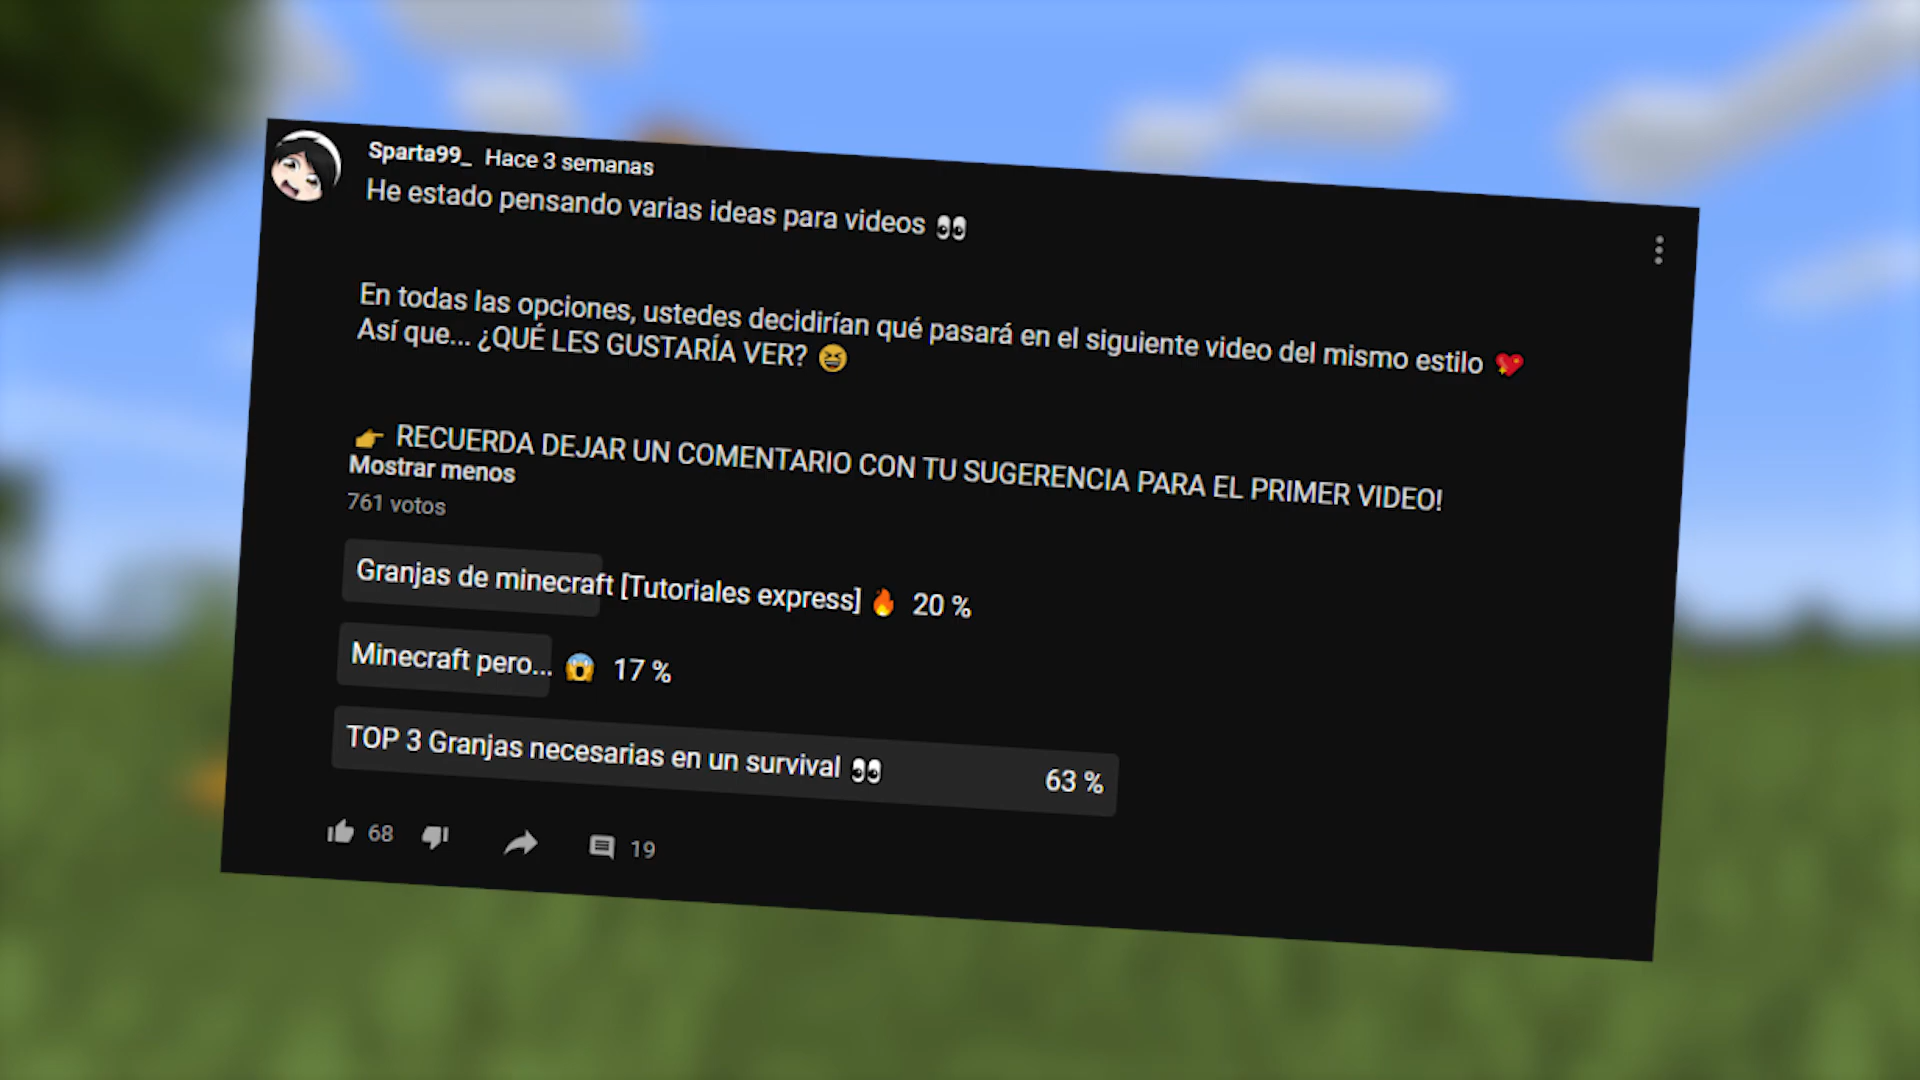 Sparta99_ Hace 3 semanas
He estado pensando varias ideas para videos 👀
En todas las opciones, ustedes decidirían qué pasará en el siguiente video del mismo estilo 💖
Así que... ¿QUÉ LES GUSTARÍA VER? 😆
👉 RECUERDA DEJAR UN COMENTARIO CON TU SUGERENCIA PARA EL PRIMER VIDEO!
Mostrar menos
761 votos
Granjas de minecraft [Tutoriales express] 🔥 20 %
Minecraft pero... 😱 17 %
TOP 3 Granjas necesarias en un survival 👀 63 %
68 19